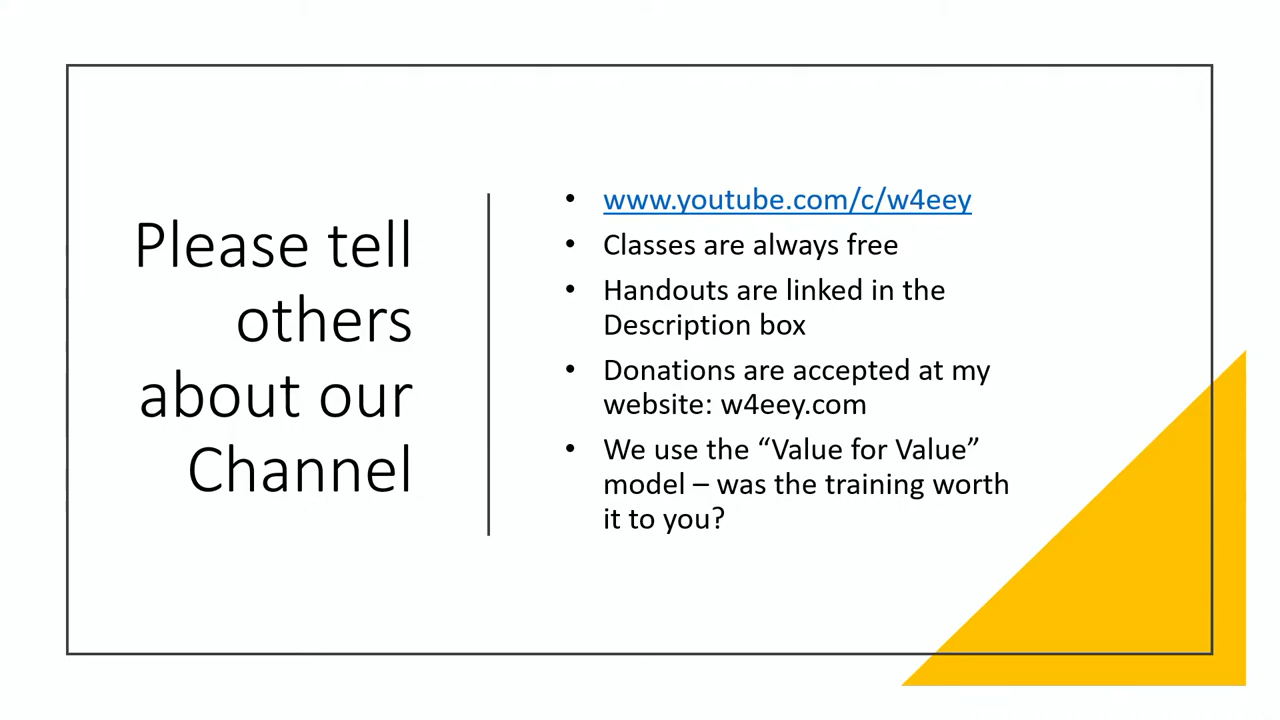 Please tell
others
about our
Channel
• www.youtube.com/c/w4eey
• Classes are always free
• Handouts are linked in the
Description box
• Donations are accepted at my
website: w4eey.com
• We use the “Value for Value”
model – was the training worth
it to you?